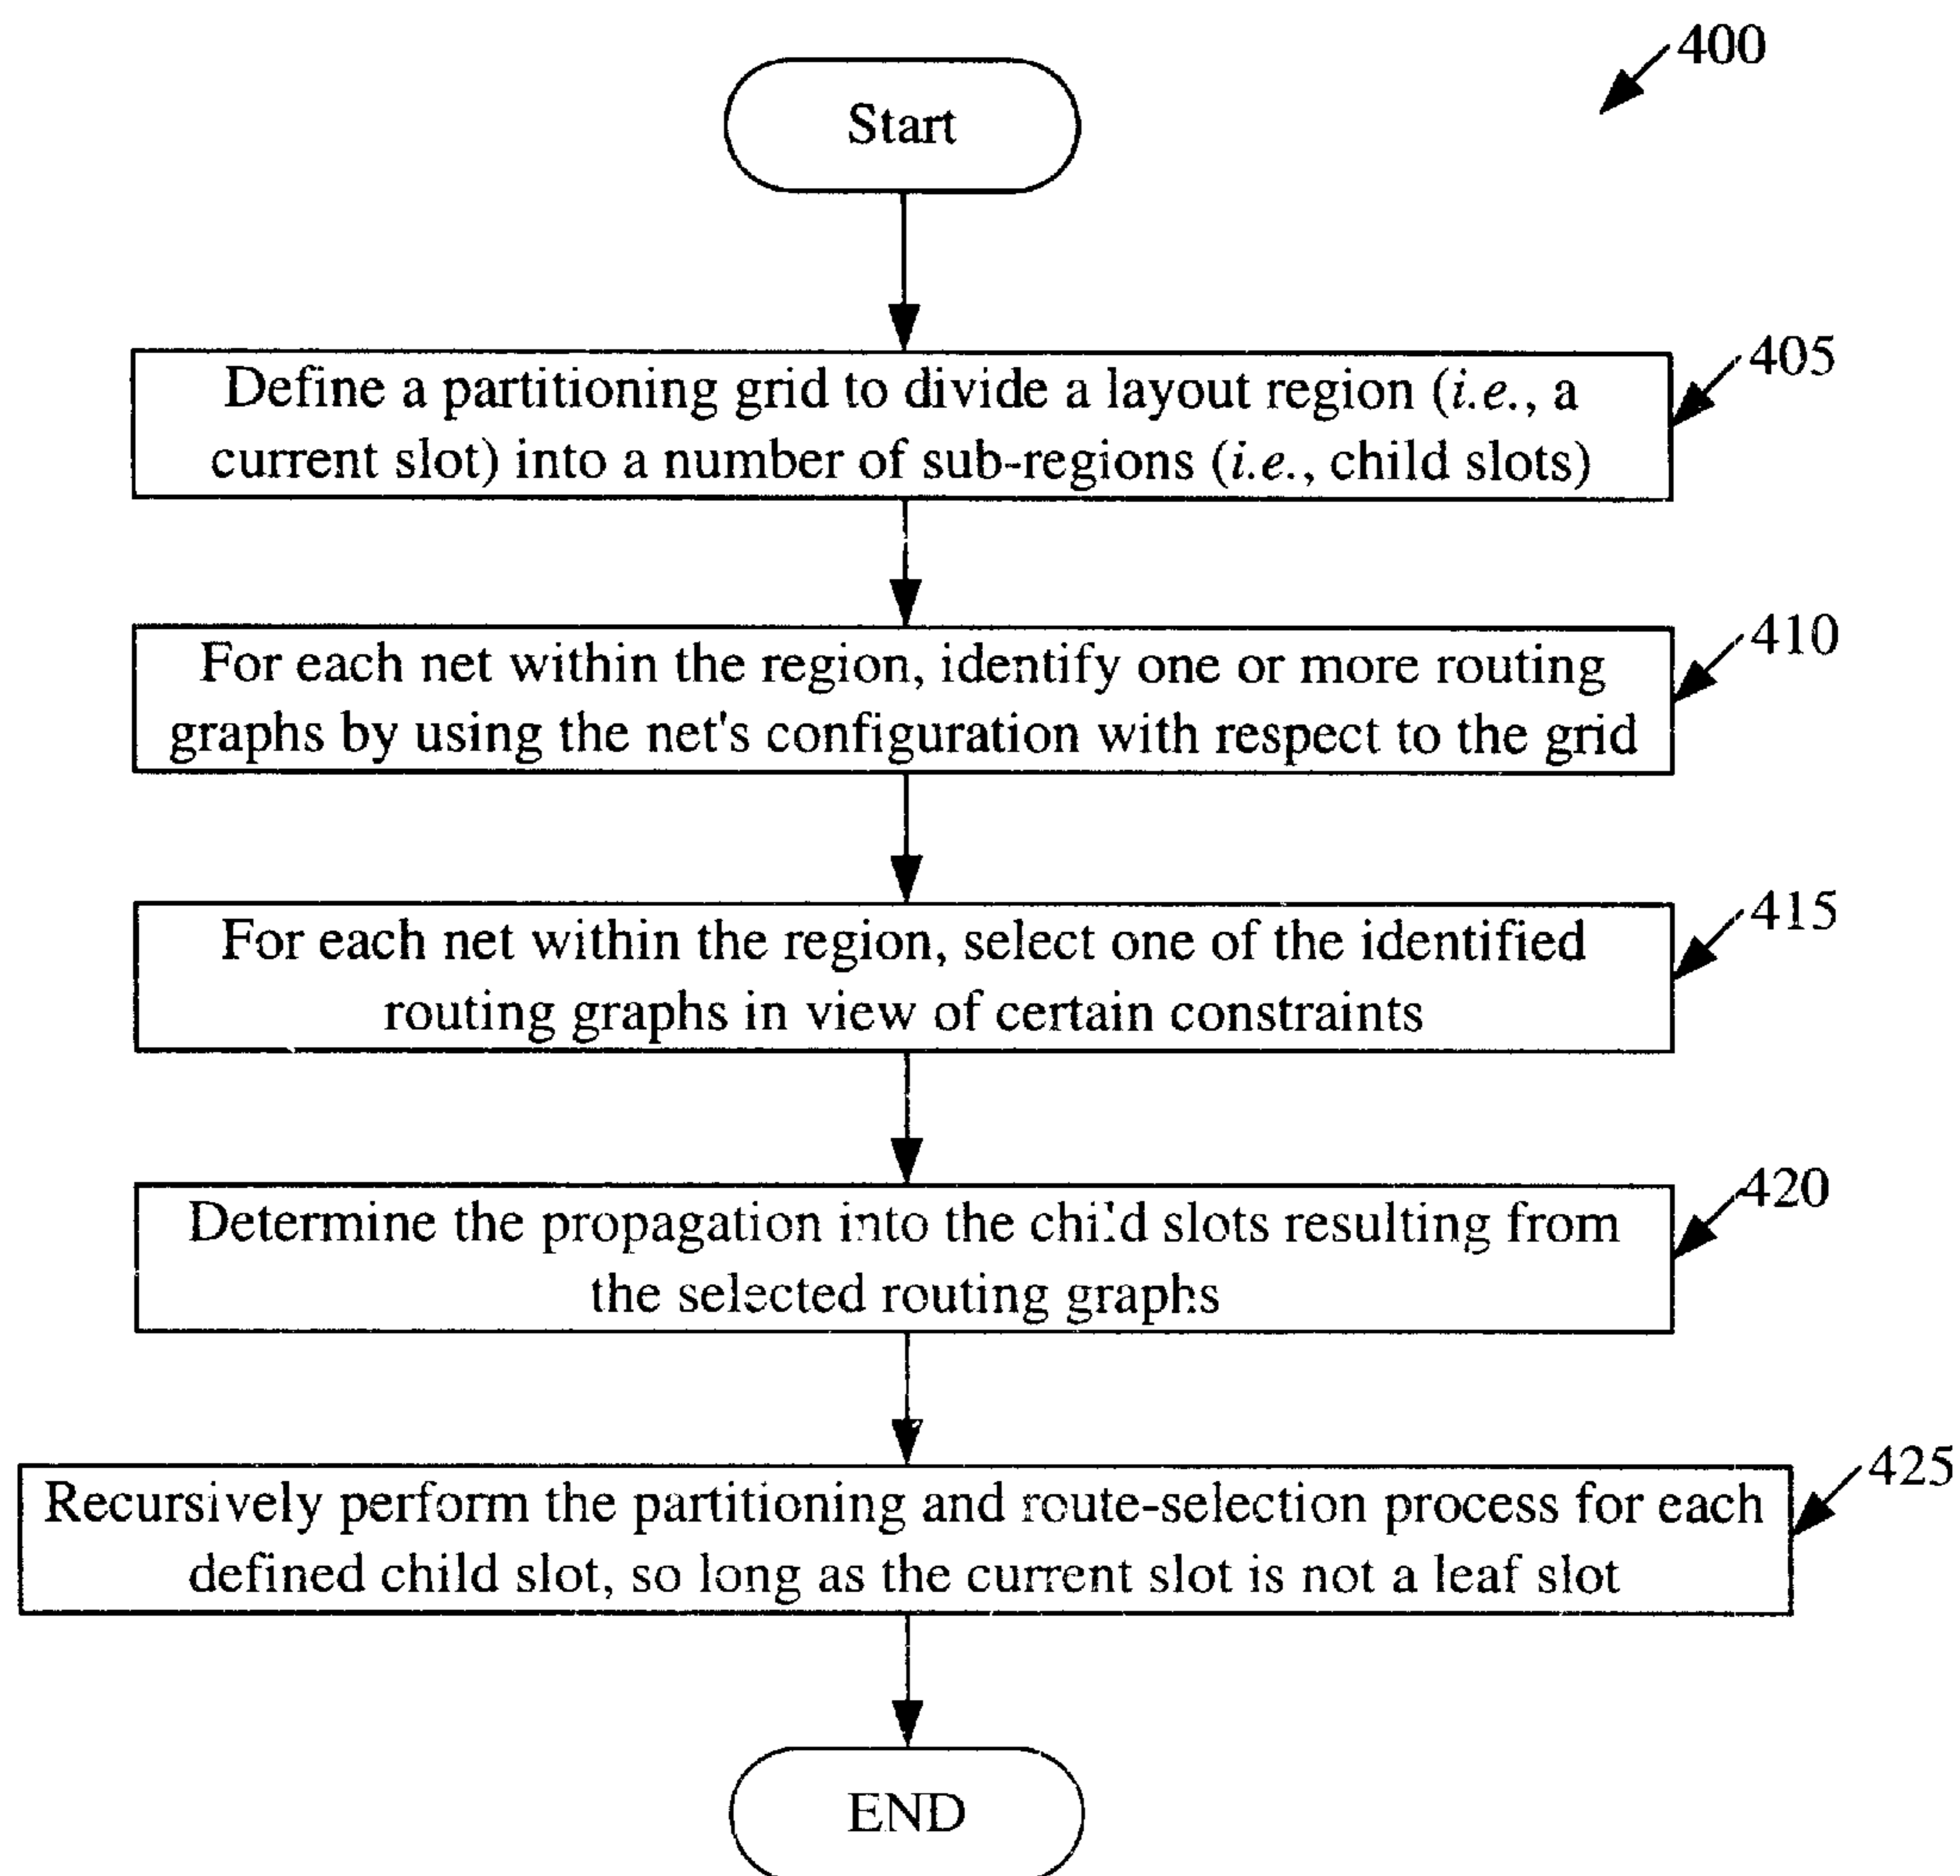 400
Start
405
Define a partitioning grid to divide a layout region (i.e., a
current slot) into a number of sub-regions (i.e., child slots)
410
For each net within the region, identify one or more routing
graphs by using the net's configuration with respect to the grid
415
For each net within the region, select one of the identified
routing graphs in view of certain constraints
420
Determine the propagation into the child slots resulting from
the selected routing graphs
425
Recursively perform the partitioning and route-selection process for each
defined child slot, so long as the current slot is not a leaf slot
END